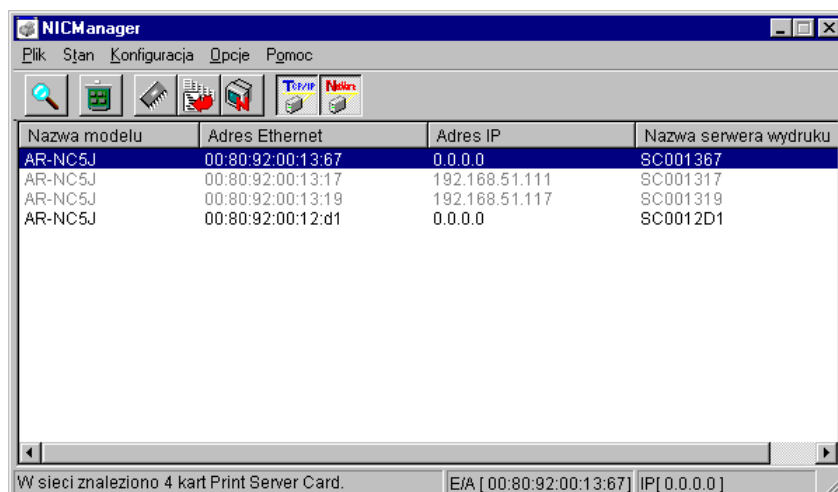 NICManager
Plik Stan Konfiguracja Opcje Pomoc
TCP/IP NetWare
Nazwa modelu Adres Ethernet Adres IP Nazwa serwera wydruku
AR-NC5J 00:80:92:00:13:67 0.0.0.0 SC001367
AR-NC5J 00:80:92:00:13:17 192.168.51.111 SC001317
AR-NC5J 00:80:92:00:13:19 192.168.51.117 SC001319
AR-NC5J 00:80:92:00:12:d1 0.0.0.0 SC0012D1
W sieci znaleziono 4 kart Print Server Card. E/A [ 00:80:92:00:13:67] IP[ 0.0.0.0 ]